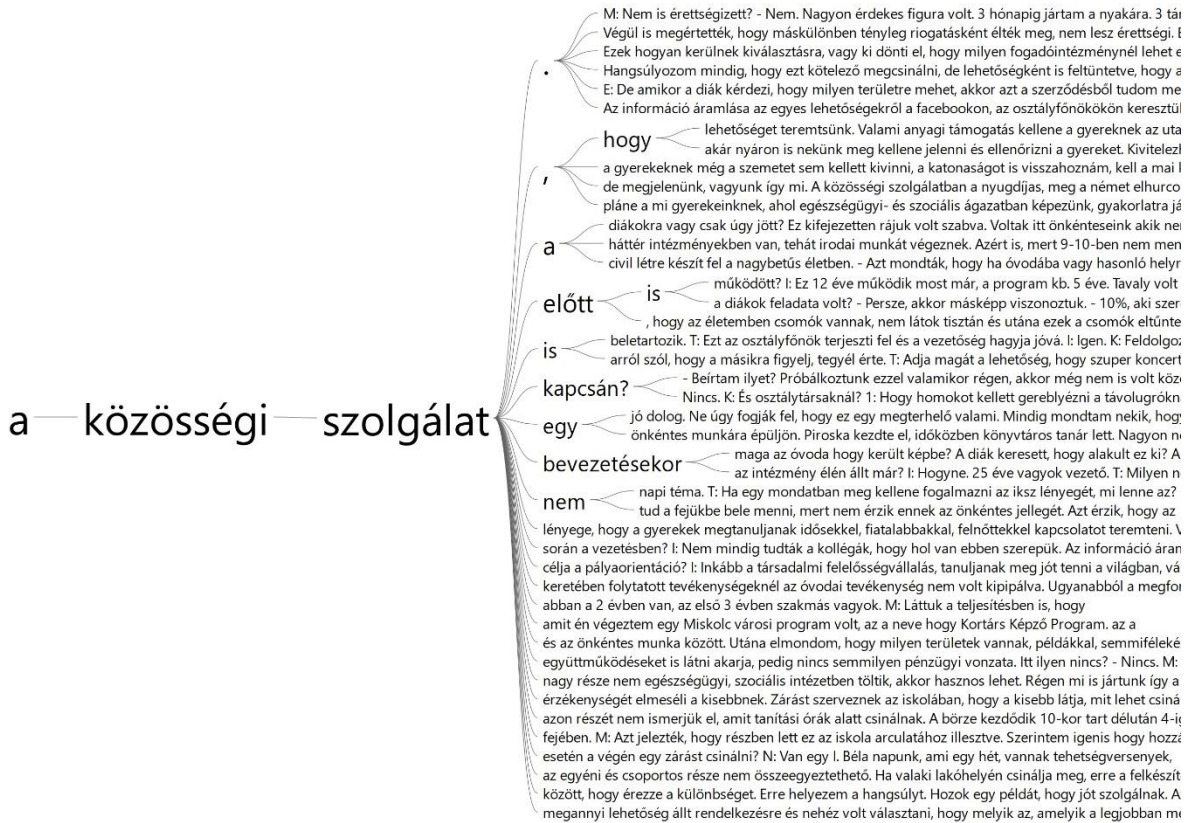 M: Nem is érettségizett? - Nem. Nagyon érdekes figura volt. 3 hónapig jártam a nyakára. 3 tár
Végül is megértették, hogy máskülönben tényleg riogatásként élték meg, nem lesz érettségi. E
Ezek hogyan kerülnek kiválasztásra, vagy ki dönti el, hogy milyen fogadóintézménynél lehet e
.
Hangsúlyozom mindig, hogy ezt kötelező megcsinálni, de lehetőségként is feltüntetve, hogy a
E: De amikor a diák kérdezi, hogy milyen területre mehet, akkor azt a szerződésből tudom me
Az információ áramlása az egyes lehetőségekről a facebookon, az osztályfőnökökön keresztül
hogy
lehetőséget teremtsünk. Valami anyagi támogatás kellene a gyereknek az uta
akár nyáron is nekünk meg kellene jelenni és ellenőrizni a gyereket. Kivitelezh
,
a gyerekeknek még a szemetet sem kellett kivinni, a katonaságot is visszahoznám, kell a mai
de megjelenünk, vagyunk így mi. A közösségi szolgálatban a nyugdíjas, meg a német elhurco
pláne a mi gyerekeinknek, ahol egészségügyi- és szociális ágazatban képezünk, gyakorlatra já
a
diákokra vagy csak úgy jött? Ez kifejezetten rájuk volt szabva. Voltak itt önkénteseink akik ner
háttér intézményekben van, tehát irodai munkát végeznek. Azért is, mert 9-10-ben nem men
civil létre készít fel a nagybetűs életben. - Azt mondták, hogy ha óvodába vagy hasonló helyr
előtt
is
működött? I: Ez 12 éve működik most már, a program kb. 5 éve. Tavaly volt
a diákok feladata volt? - Persze, akkor másképp viszonoztuk. - 10%, aki szer
, hogy az életemben csomók vannak, nem látok tisztán és utána ezek a csomók eltűnte
is
beletartozik. T: Ezt az osztályfőnök terjeszti fel és a vezetőség hagyja jóvá. I: Igen. K: Feldolgoz
arról szól, hogy a másikra figyelj, tegyél érte. T: Adja magát a lehetőség, hogy szuper koncert
kapcsán?
- Beírtam ilyet? Próbálkoztunk ezzel valamikor régen, akkor még nem is volt köz
Nincs. K: És osztálytársaknál? 1: Hogy homokot kellett gereblyézni a távolugrókn
a közösségi szolgálat
egy
jó dolog. Ne úgy fogják fel, hogy ez egy megterhelő valami. Mindig mondtam nekik, hogy
önkéntes munkára épüljön. Piroska kezdte el, időközben könyvtáros tanár lett. Nagyon n
bevezetésekor
maga az óvoda hogy került képbe? A diák keresett, hogy alakult ez ki? A
az intézmény élén állt már? I: Hogyne. 25 éve vagyok vezető. T: Milyen n
nem
napi téma. T: Ha egy mondatban meg kellene fogalmazni az iksz lényegét, mi lenne az?
tud a fejükbe bele menni, mert nem érzik ennek az önkéntes jellegét. Azt érzik, hogy az
lényege, hogy a gyerekek megtanuljanak idősekkel, fiatalabbakkal, felnőttekkel kapcsolatot teremteni. V
során a vezetésben? I: Nem mindig tudták a kollégák, hogy hol van ebben szerepük. Az információ áram
célja a pályaorientáció? I: Inkább a társadalmi felelősségvállalás, tanuljanak meg jót tenni a világban, vá
keretében folytatott tevékenységeknél az óvodai tevékenység nem volt kipipálva. Ugyanabból a megfor
abban a 2 évben van, az első 3 évben szakmás vagyok. M: Láttuk a teljesítésben is, hogy
amit én végeztem egy Miskolc városi program volt, az a neve hogy Kortárs Képző Program. az a
és az önkéntes munka között. Utána elmondom, hogy milyen területek vannak, példákkal, semmiféleké
együttműködéseket is látni akarja, pedig nincs semmilyen pénzügyi vonzata. Itt ilyen nincs? - Nincs. M:
nagy része nem egészségügyi, szociális intézetben töltik, akkor hasznos lehet. Régen mi is jártunk így a
érzékenységét elmeséli a kisebbnek. Zárást szerveznek az iskolában, hogy a kisebb látja, mit lehet csiná
azon részét nem ismerjük el, amit tanítási órák alatt csinálnak. A börze kezdődik 10-kor tart délután 4-ig
fejében. M: Azt jelezték, hogy részben lett ez az iskola arculatához illesztve. Szerintem igenis hogy hozzá
esetén a végén egy zárást csinálni? N: Van egy I. Béla napunk, ami egy hét, vannak tehetségversenyek,
az egyéni és csoportos része nem összeegyeztethető. Ha valaki lakóhelyén csinálja meg, erre a felkészít
között, hogy érezze a különbséget. Erre helyezem a hangsúlyt. Hozok egy példát, hogy jót szolgálnak. A
megannyi lehetőség állt rendelkezésre és nehéz volt választani, hogy melyik az, amelyik a legjobban me